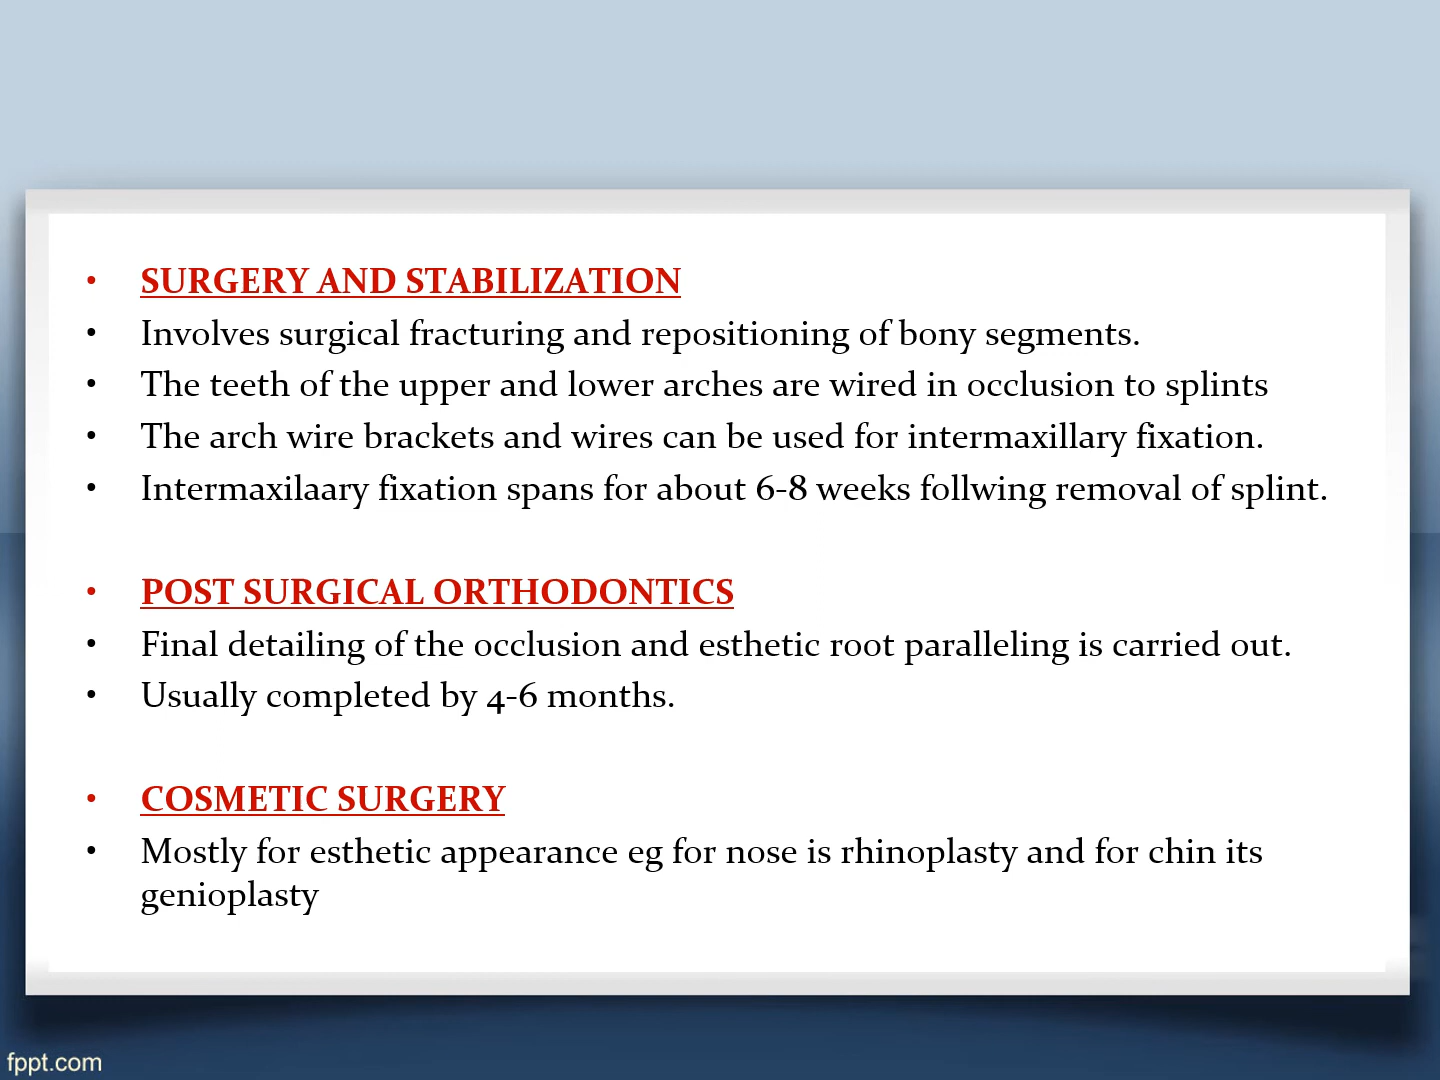 • SURGERY AND STABILIZATION
• Involves surgical fracturing and repositioning of bony segments.
• The teeth of the upper and lower arches are wired in occlusion to splints
• The arch wire brackets and wires can be used for intermaxillary fixation.
• Intermaxilaary fixation spans for about 6-8 weeks follwing removal of splint.
• POST SURGICAL ORTHODONTICS
• Final detailing of the occlusion and esthetic root paralleling is carried out.
• Usually completed by 4-6 months.
• COSMETIC SURGERY
• Mostly for esthetic appearance eg for nose is rhinoplasty and for chin its
genioplasty
fppt.com